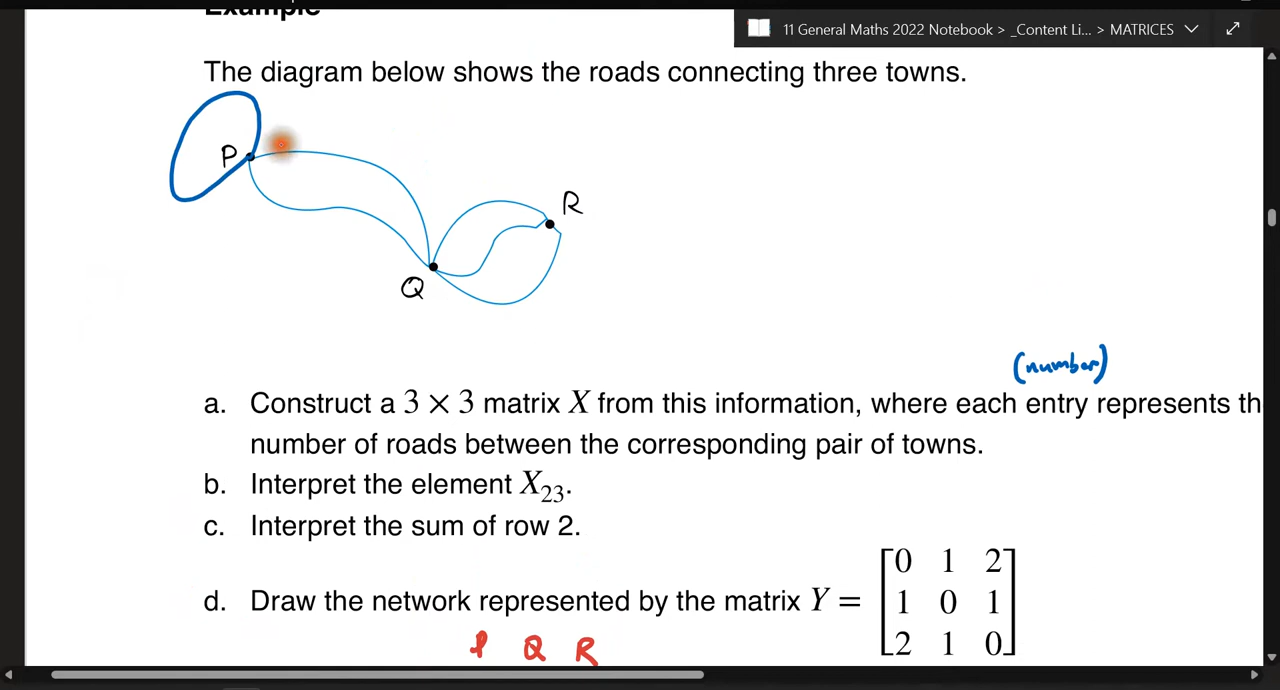 Example
11 General Maths 2022 Notebook > _Content Li... > MATRICES
The diagram below shows the roads connecting three towns.
P
R
Q
(number)
a. Construct a 3 × 3 matrix X from this information, where each entry represents th
number of roads between the corresponding pair of towns.
b. Interpret the element X₂₃.
c. Interpret the sum of row 2.
d. Draw the network represented by the matrix Y =
0 1 2
1 0 1
2 1 0
P Q R